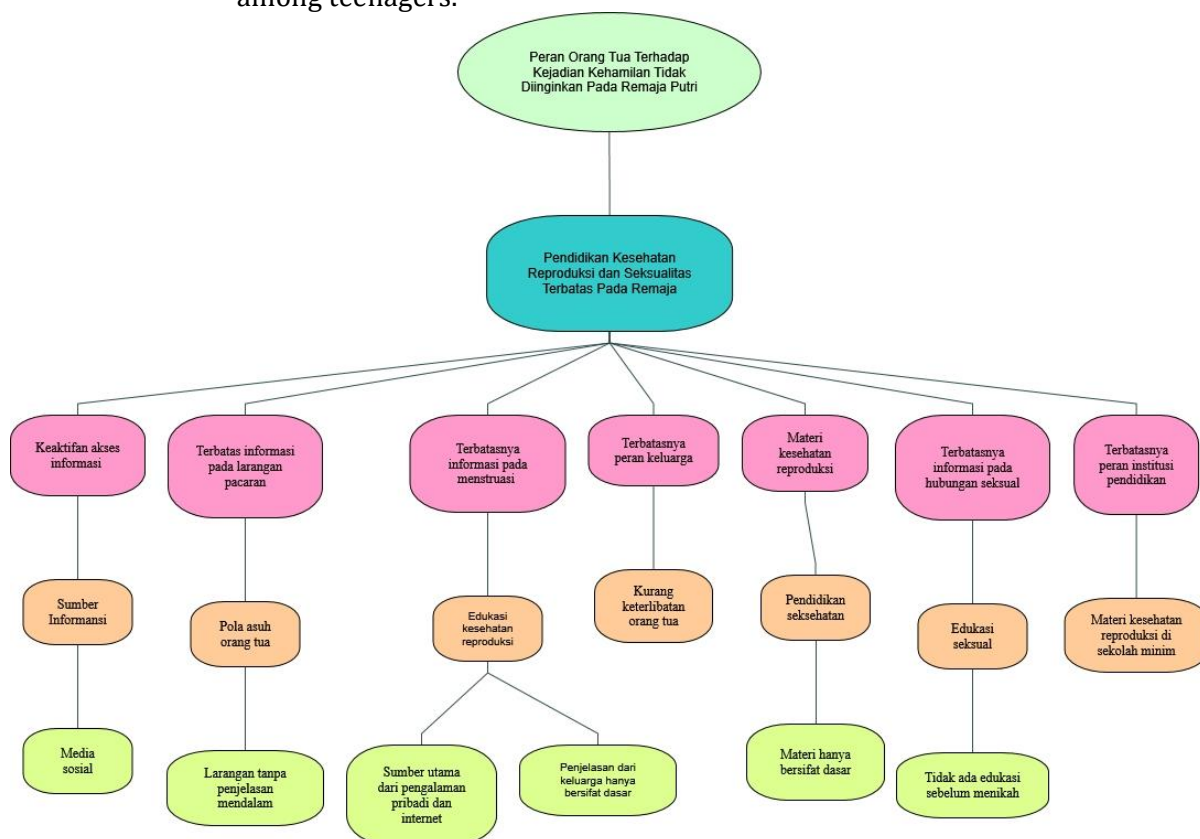 among teenagers.
Peran Orang Tua Terhadap
Kejadian Kehamilan Tidak
Diinginkan Pada Remaja Putri
Pendidikan Kesehatan
Reproduksi dan Seksualitas
Terbatas Pada Remaja
Keaktifan akses
informasi
Terbatas informasi
pada larangan
pacaran
Terbatasnya
informasi pada
menstruasi
Terbatasnya
peran keluarga
Materi
kesehatan
reproduksi
Terbatasnya
informasi pada
hubungan seksual
Terbatasnya
peran institusi
pendidikan
Sumber
Informansi
Pola asuh
orang tua
Edukasi
kesehatan
reproduksi
Kurang
keterlibatan
orang tua
Pendidikan
seksehatan
Edukasi
seksual
Materi kesehatan
reproduksi di
sekolah minim
Media
sosial
Larangan tanpa
penjelasan
mendalam
Sumber utama
dari pengalaman
pribadi dan
internet
Penjelasan dari
keluarga hanya
bersifat dasar
Materi hanya
bersifat dasar
Tidak ada edukasi
sebelum menikah